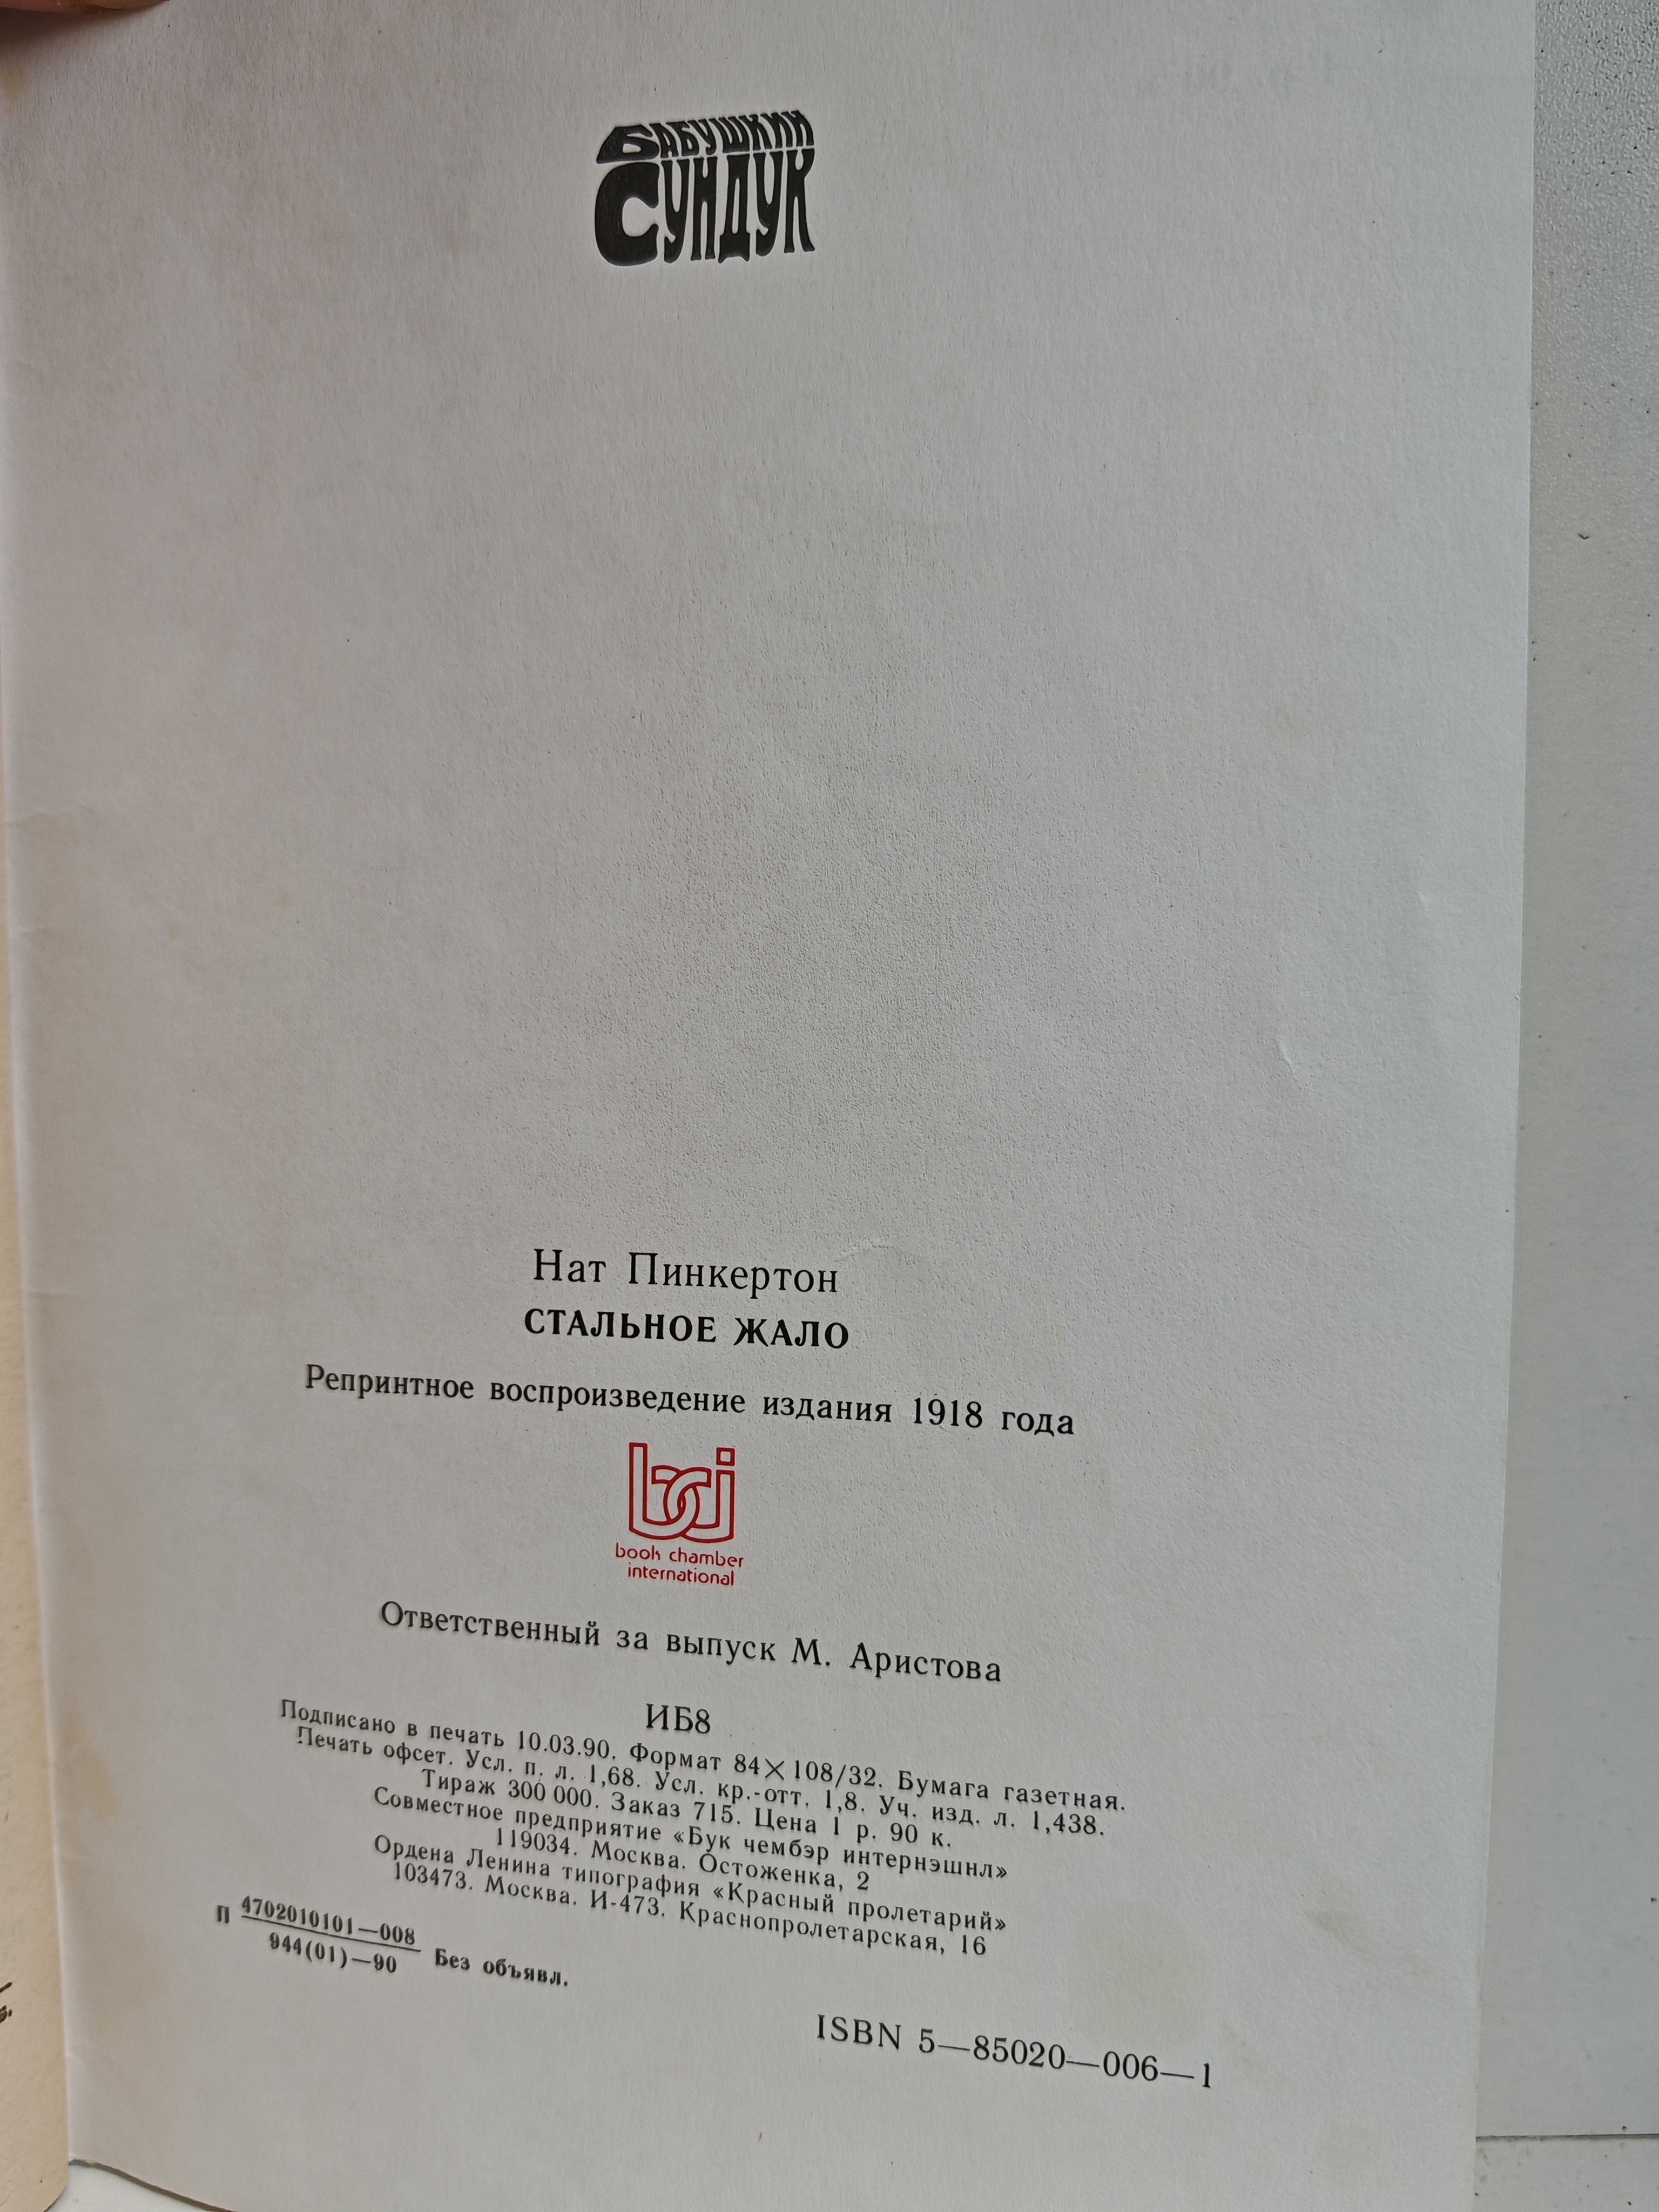 БАБУШКИН
СУНДУК
Нат Пинкертон
СТАЛЬНОЕ ЖАЛО
Репринтное воспроизведение издания 1918 года
bci
book chamber
international
Ответственный за выпуск М. Аристова
ИБ8
Подписано в печать 10.03.90. Формат 84×108/32. Бумага газетная.
Печать офсет. Усл. п. л. 1,68. Усл. кр.-отт. 1,8. Уч. изд. л. 1,438.
Тираж 300 000. Заказ 715. Цена 1 р. 90 к.
Совместное предприятие «Бук чембэр интернэшнл»
119034. Москва. Остоженка, 2
Ордена Ленина типография «Красный пролетарий»
103473. Москва. И-473. Краснопролетарская, 16
П 4702010101—008
944(01)—90 Без объявл.
ISBN 5—85020—006—1